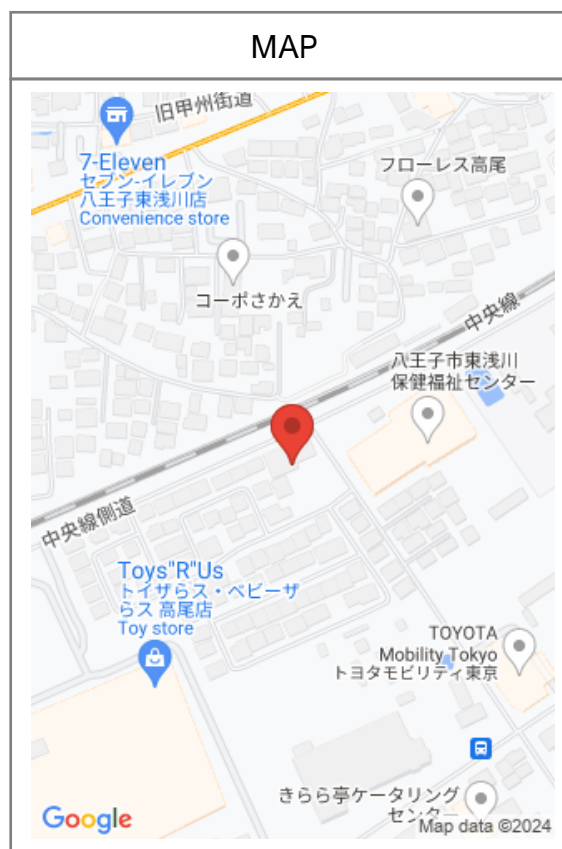 MAP
旧甲州街道
7-Eleven
セブン-イレブン
八王子東浅川店
Convenience store
フローレス高尾
コーポさかえ
中央線
八王子市東浅川
保健福祉センター
中央線側道
Toys"R"Us
トイザらス・ベビーザ
らス 高尾店
Toy store
TOYOTA
Mobility Tokyo
トヨタモビリティ東京
きらら亭ケータリング
センター
Google
Map data ©2024